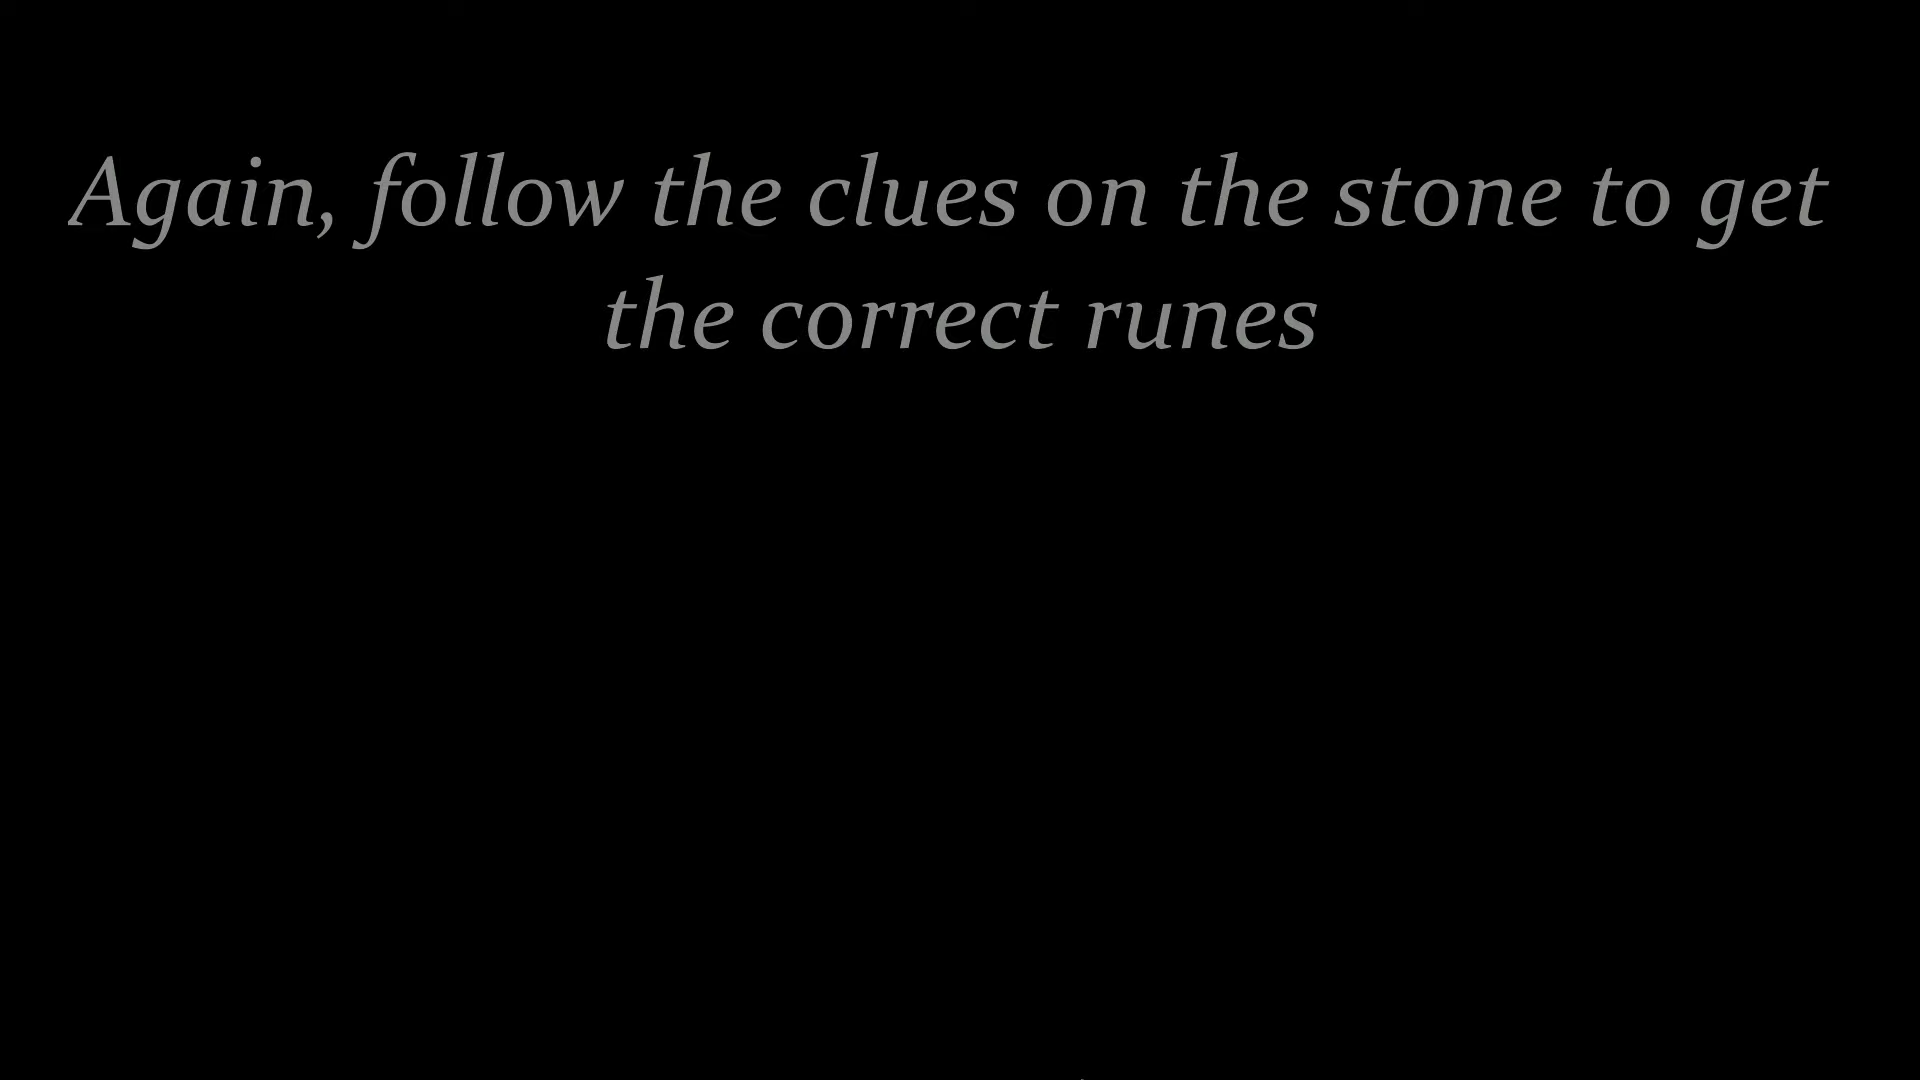 Again, follow the clues on the stone to get
the correct runes